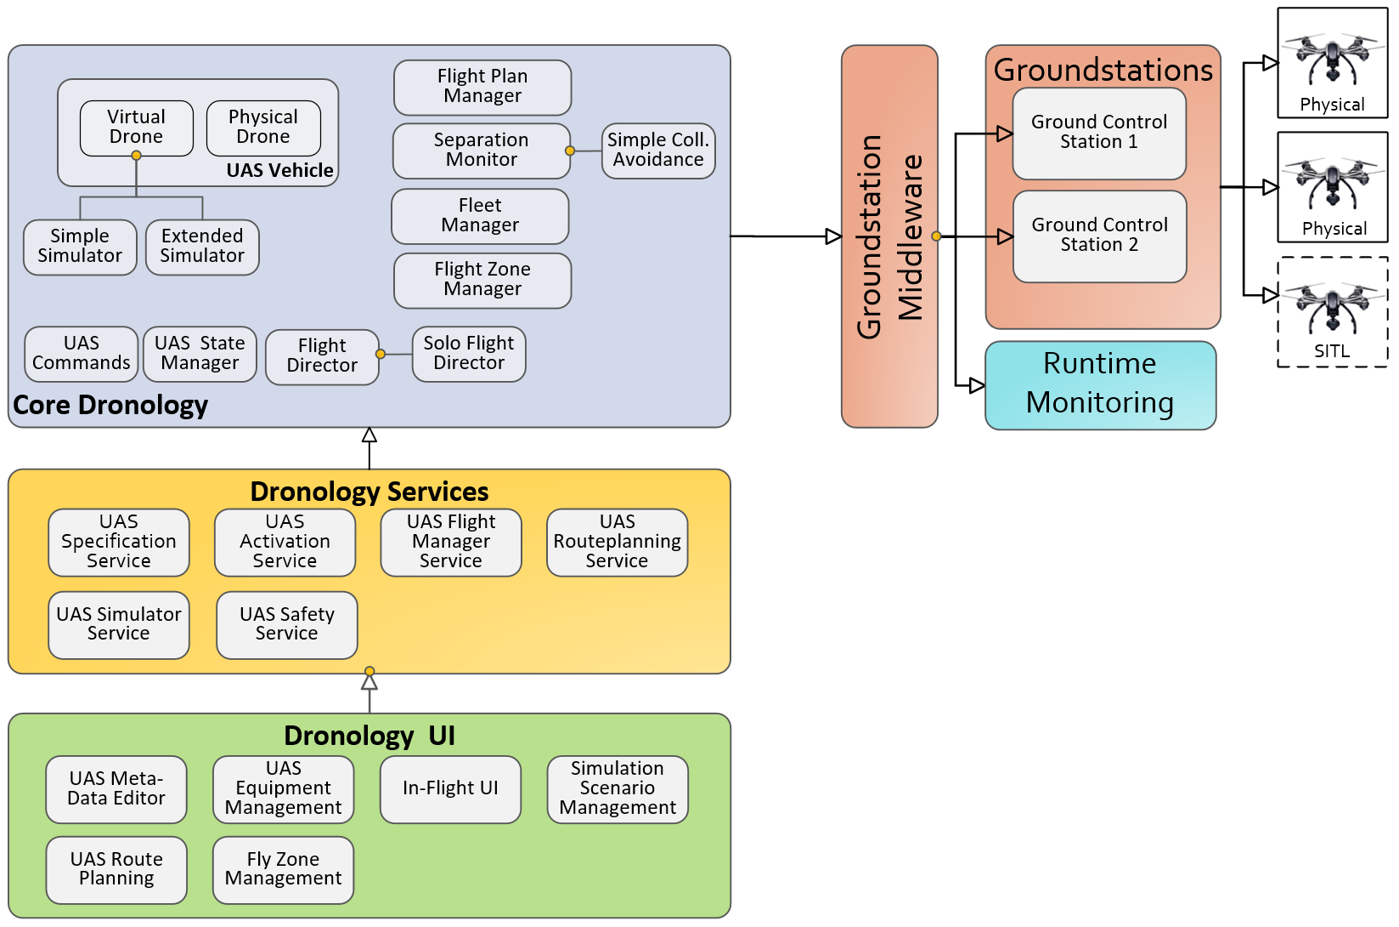 Virtual
Drone
Physical
Drone
UAS Vehicle
Simple
Simulator
Extended
Simulator
Flight Plan
Manager
Separation
Monitor
Simple Coll.
Avoidance
Fleet
Manager
Flight Zone
Manager
UAS
Commands
UAS State
Manager
Flight
Director
Solo Flight
Director
Core Dronology
Groundstation
Middleware
Groundstations
Ground Control
Station 1
Ground Control
Station 2
Runtime
Monitoring
Physical
Physical
SITL
Dronology Services
UAS
Specification
Service
UAS
Activation
Service
UAS Flight
Manager
Service
UAS
Routeplanning
Service
UAS Simulator
Service
UAS Safety
Service
Dronology UI
UAS Meta-
Data Editor
UAS
Equipment
Management
In-Flight UI
Simulation
Scenario
Management
UAS Route
Planning
Fly Zone
Management